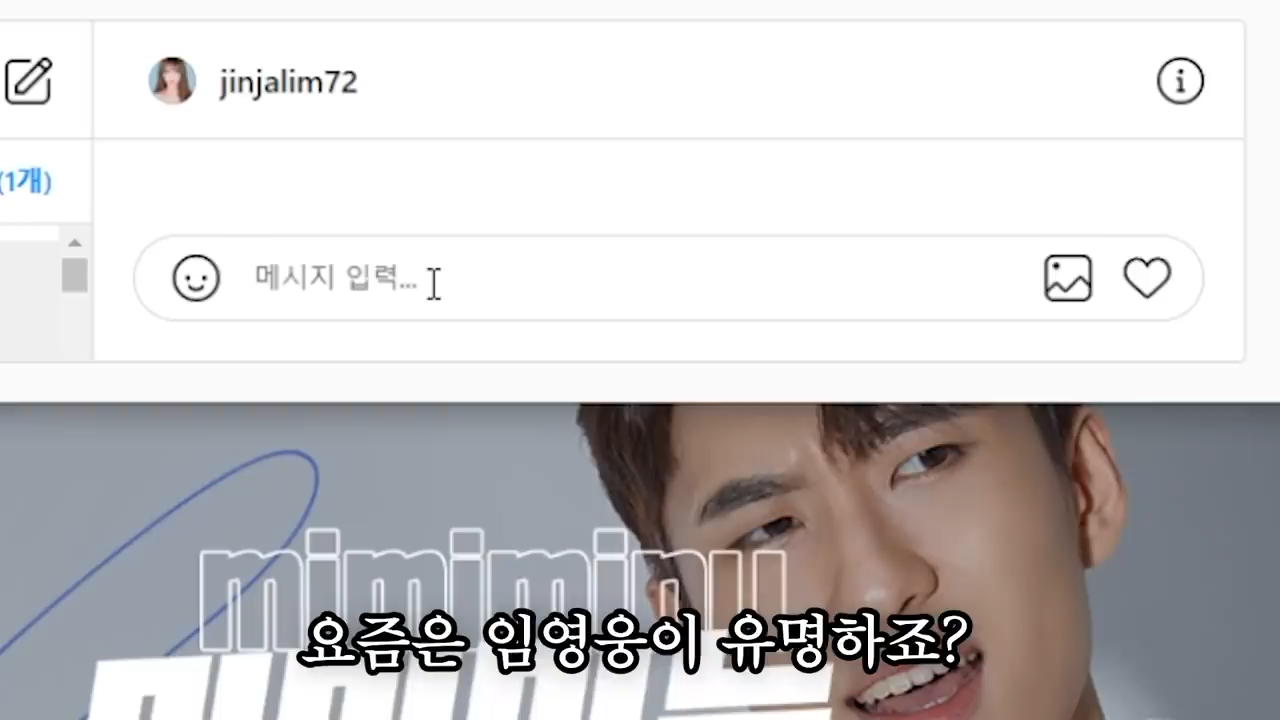 jinjalim72
(1개)
메시지 입력...
mimiminu
요즘은 임영웅이 유명하죠?